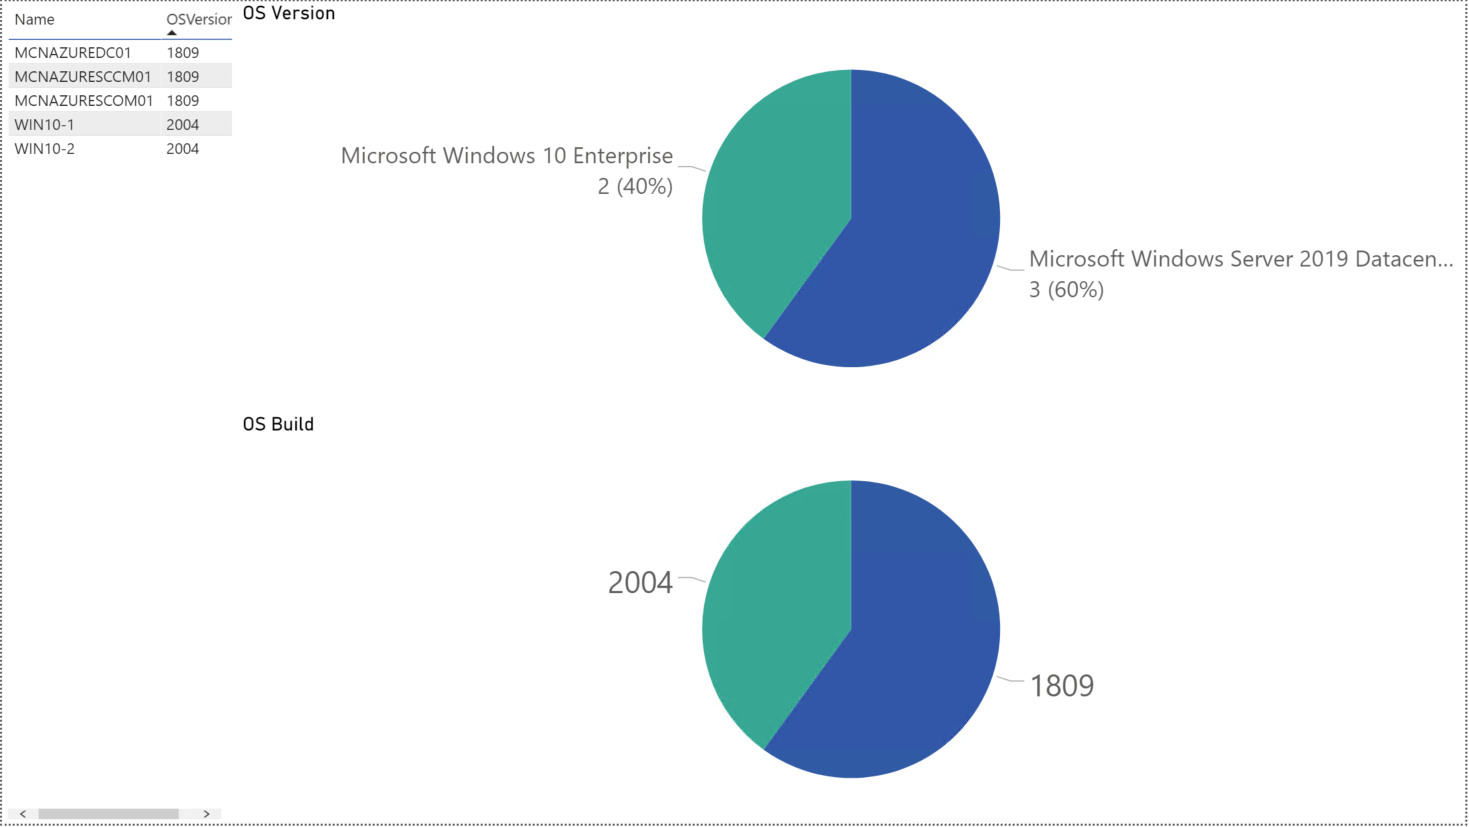 Name OSVersion
MCNAZUREDC01 1809
MCNAZURESCCM01 1809
MCNAZURESCOM01 1809
WIN10-1 2004
WIN10-2 2004
OS Version
Microsoft Windows 10 Enterprise
2 (40%)
Microsoft Windows Server 2019 Datacen...
3 (60%)
OS Build
2004
1809